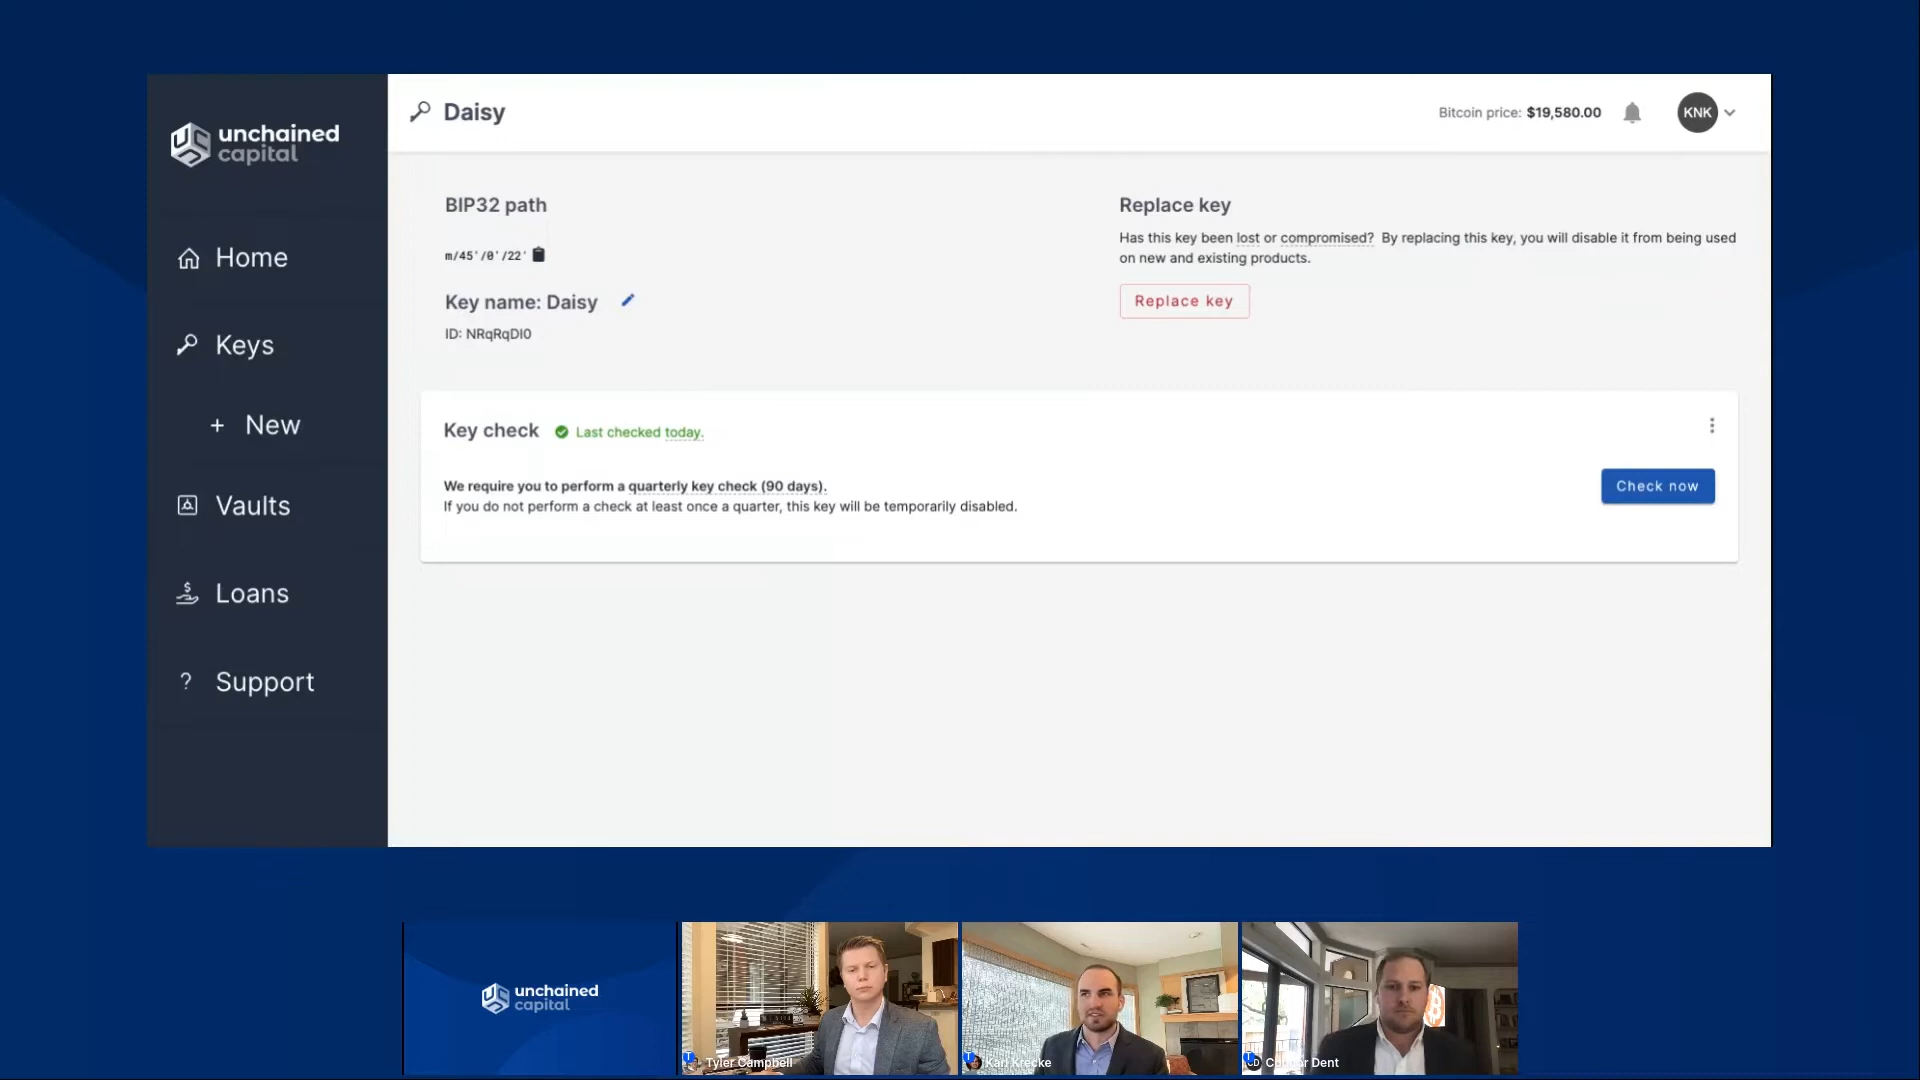 unchained
capital
Daisy
Bitcoin price: $19,580.00
KNK
Home
Keys
+ New
Vaults
Loans
? Support
BIP32 path
m/45'/0'/22'
Key name: Daisy
ID: NRqRqDI0
Replace key
Has this key been lost or compromised? By replacing this key, you will disable it from being used
on new and existing products.
Replace key
Key check
Last checked today.
We require you to perform a quarterly key check (90 days).
If you do not perform a check at least once a quarter, this key will be temporarily disabled.
Check now
unchained
capital
Tyler Campbell
Krecke
Dent